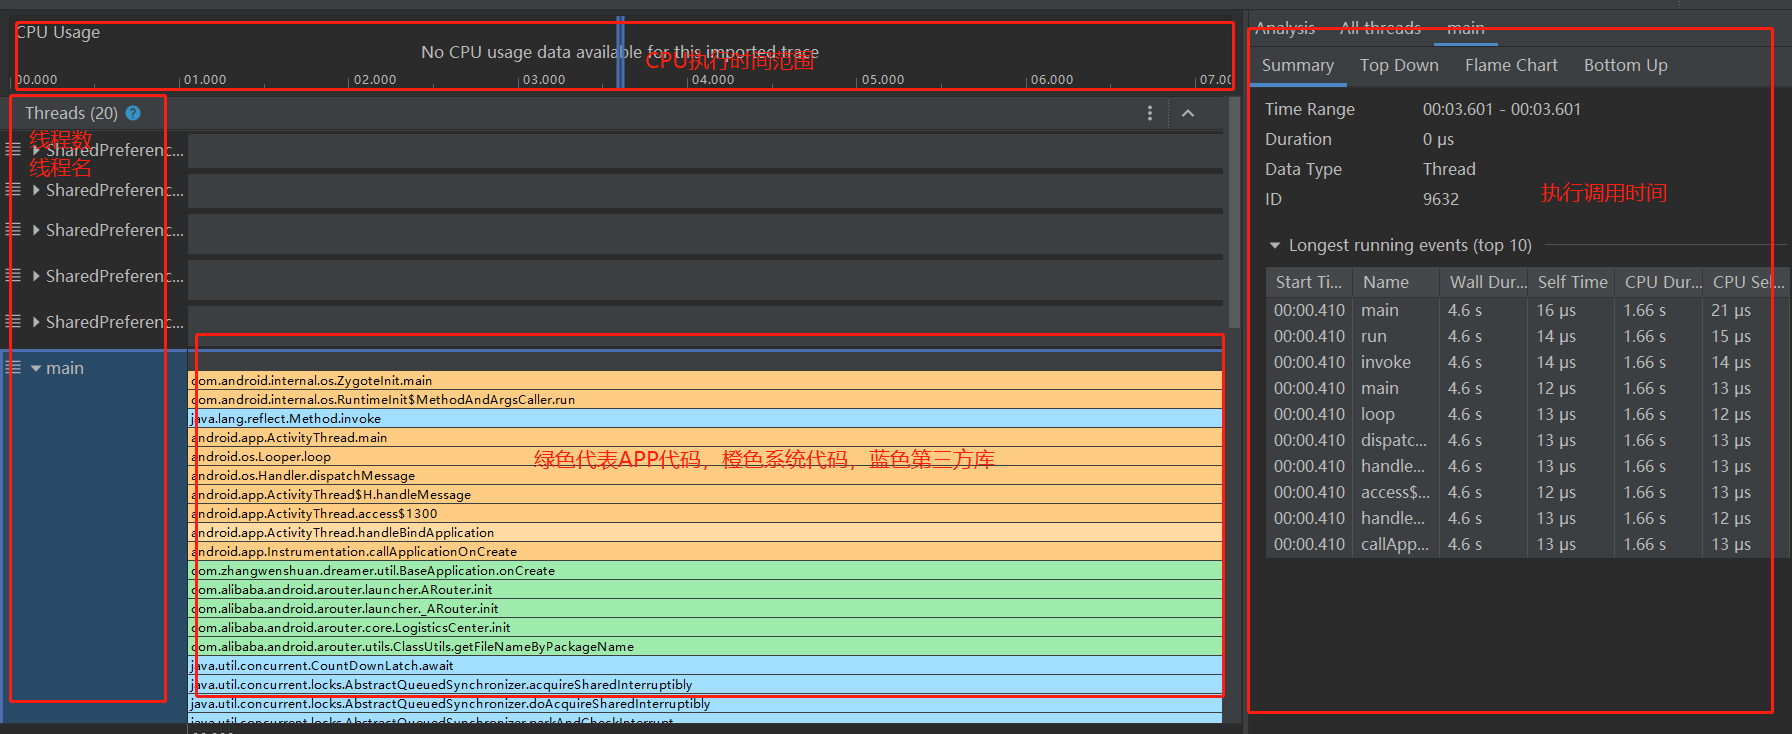 CPU Usage
No CPU usage data available for this imported trace
CPU执行时间范围
00.000 01.000 02.000 03.000 04.000 05.000 06.000 07.00
Threads (20) ?
线程数
SharedPreferenc...
线程名
SharedPreferenc...
SharedPreferenc...
SharedPreferenc...
SharedPreferenc...
main
com.android.internal.os.ZygoteInit.main
com.android.internal.os.RuntimeInit$MethodAndArgsCaller.run
java.lang.reflect.Method.invoke
android.app.ActivityThread.main
android.os.Looper.loop
绿色代表APP代码，橙色系统代码，蓝色第三方库
android.os.Handler.dispatchMessage
android.app.ActivityThread$H.handleMessage
android.app.ActivityThread.access$1300
android.app.ActivityThread.handleBindApplication
android.app.Instrumentation.callApplicationOnCreate
com.zhangwenshuan.dreamer.util.BaseApplication.onCreate
com.alibaba.android.arouter.launcher.ARouter.init
com.alibaba.android.arouter.launcher._ARouter.init
com.alibaba.android.arouter.core.LogisticsCenter.init
com.alibaba.android.arouter.utils.ClassUtils.getFileNameByPackageName
java.util.concurrent.CountDownLatch.await
java.util.concurrent.locks.AbstractQueuedSynchronizer.acquireSharedInterruptibly
java.util.concurrent.locks.AbstractQueuedSynchronizer.doAcquireSharedInterruptibly
java.util.concurrent.locks.AbstractQueuedSynchronizer.parkAndCheckInterrupt
Analysis All threads main
Summary Top Down Flame Chart Bottom Up
Time Range 00:03.601 - 00:03.601
Duration 0 μs
Data Type Thread
执行调用时间
ID 9632
Longest running events (top 10)
Start Ti... Name Wall Dur... Self Time CPU Dur... CPU Sel...
00:00.410 main 4.6 s 16 μs 1.66 s 21 μs
00:00.410 run 4.6 s 14 μs 1.66 s 15 μs
00:00.410 invoke 4.6 s 14 μs 1.66 s 14 μs
00:00.410 main 4.6 s 12 μs 1.66 s 13 μs
00:00.410 loop 4.6 s 13 μs 1.66 s 12 μs
00:00.410 dispatc... 4.6 s 13 μs 1.66 s 13 μs
00:00.410 handle... 4.6 s 13 μs 1.66 s 13 μs
00:00.410 access$... 4.6 s 12 μs 1.66 s 13 μs
00:00.410 handle... 4.6 s 13 μs 1.66 s 12 μs
00:00.410 callApp... 4.6 s 13 μs 1.66 s 13 μs